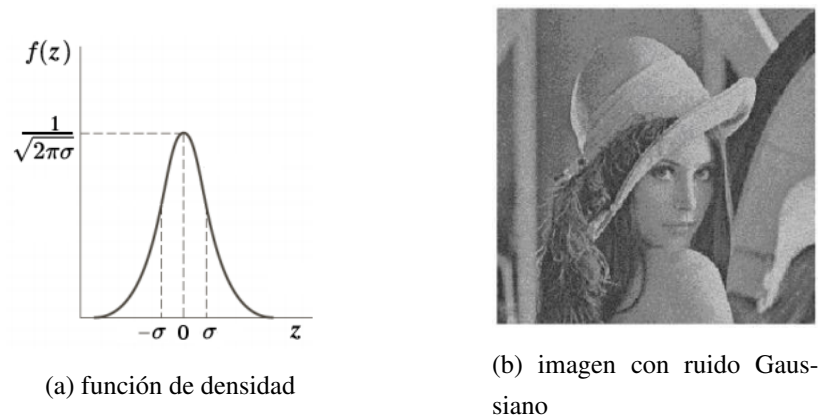 f(z)
1
√2πσ
−σ 0 σ z
(a) función de densidad
(b) imagen con ruido Gaus-
siano